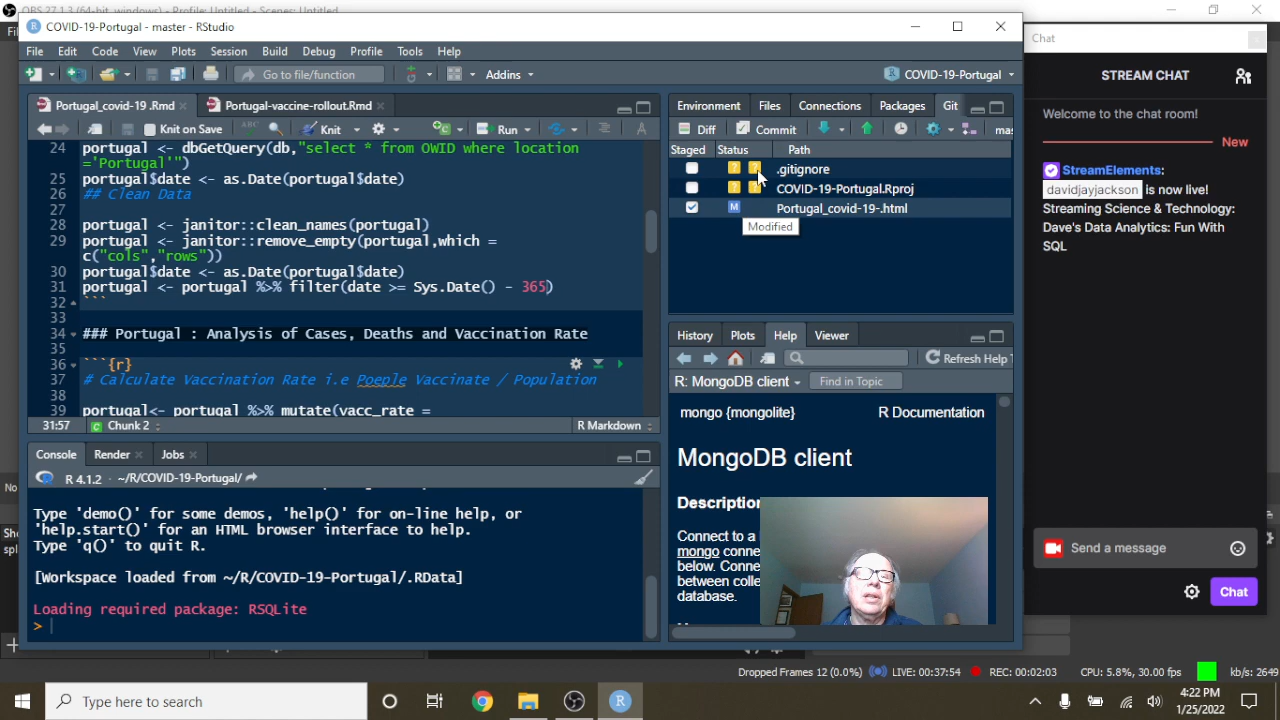 OBS 27.1.3 (64-bit, windows) - Profile: Untitled - Scenes: Untitled
COVID-19-Portugal - master - RStudio
File Edit Code View Plots Session Build Debug Profile Tools Help
Go to file/function
Addins
COVID-19-Portugal
Portugal_covid-19 .Rmd
Portugal-vaccine-rollout.Rmd
Knit on Save
ABC
Knit
Run
24 portugal <- dbGetQuery(db,"select * from OWID where location
='Portugal'")
25 portugal$date <- as.Date(portugal$date)
26 ## Clean Data
27
28 portugal <- janitor::clean_names(portugal)
29 portugal <- janitor::remove_empty(portugal,which =
c("cols","rows"))
30 portugal$date <- as.Date(portugal$date)
31 portugal <- portugal %>% filter(date >= Sys.Date() - 365)
32 ```
33
34 ### Portugal : Analysis of Cases, Deaths and Vaccination Rate
35
36 ```{r}
37 # Calculate Vaccination Rate i.e Poeple Vaccinate / Population
38
39 portugal<- portugal %>% mutate(vacc_rate =
31:57 Chunk 2 R Markdown
Console Render Jobs
R 4.1.2 · ~/R/COVID-19-Portugal/
Type 'demo()' for some demos, 'help()' for on-line help, or
'help.start()' for an HTML browser interface to help.
Type 'q()' to quit R.
[Workspace loaded from ~/R/COVID-19-Portugal/.RData]
Loading required package: RSQLite
>
Environment Files Connections Packages Git
Diff Commit mas
Staged Status Path
? ? .gitignore
? ? COVID-19-Portugal.Rproj
M Portugal_covid-19-.html
Modified
History Plots Help Viewer
Refresh Help T
R: MongoDB client
Find in Topic
mongo {mongolite} R Documentation
MongoDB client
Description
Connect to a
mongo conne
below. Conne
between colle
database.
Chat
STREAM CHAT
Welcome to the chat room!
New
StreamElements:
davidjayjackson is now live!
Streaming Science & Technology:
Dave's Data Analytics: Fun With
SQL
Send a message
Chat
Dropped Frames 12 (0.0%) LIVE: 00:37:54 REC: 00:02:03 CPU: 5.8%, 30.00 fps kb/s: 2649
Type here to search
4:22 PM
1/25/2022